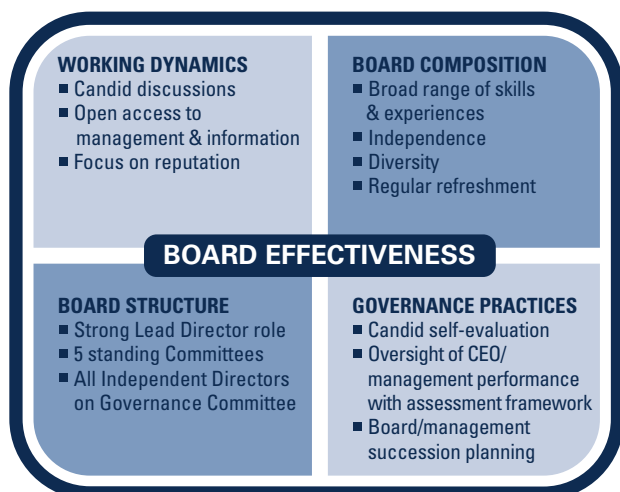 WORKING DYNAMICS
■ Candid discussions
■ Open access to
management & information
■ Focus on reputation
BOARD COMPOSITION
■ Broad range of skills
& experiences
■ Independence
■ Diversity
■ Regular refreshment
BOARD EFFECTIVENESS
BOARD STRUCTURE
■ Strong Lead Director role
■ 5 standing Committees
■ All Independent Directors
on Governance Committee
GOVERNANCE PRACTICES
■ Candid self-evaluation
■ Oversight of CEO/
management performance
with assessment framework
■ Board/management
succession planning